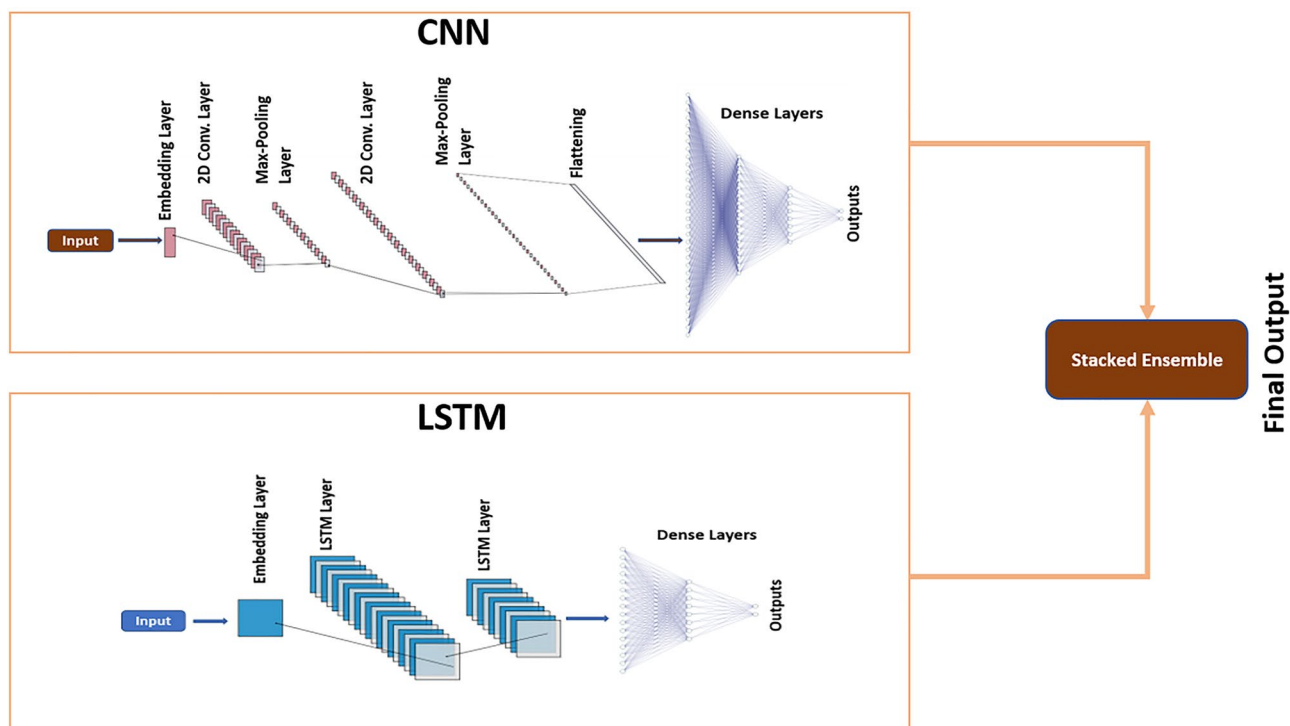 CNN
Input
Embedding Layer
2D Conv. Layer
Max-Pooling
Layer
2D Conv. Layer
Max-Pooling
Layer
Flattening
Dense Layers
Outputs
LSTM
Input
Embedding Layer
LSTM Layer
LSTM Layer
Dense Layers
Outputs
Stacked Ensemble
Final Output